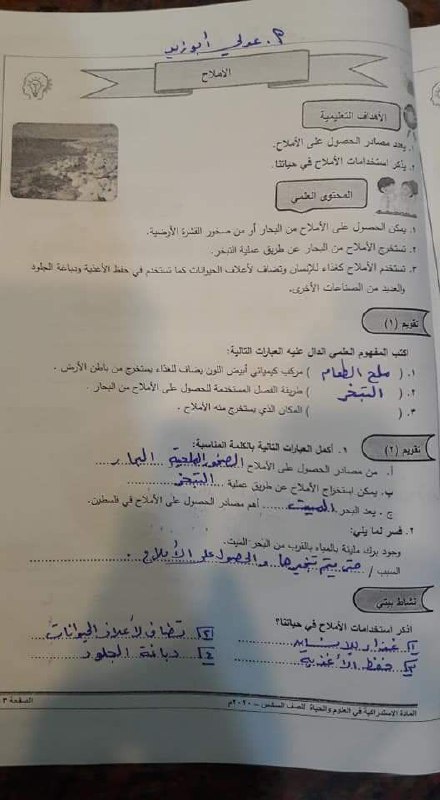 م. عدلي أبوزيد
الأملاح
الأهداف التعليمية
١. يعدد مصادر الحصول على الأملاح.
٢. يذكر استخدامات الأملاح في حياتنا.
المحتوى العلمي
١. يمكن الحصول على الأملاح من البحار أو من صخور القشرة الأرضية.
٢. تستخرج الأملاح من البحار عن طريق عملية التبخر.
٣. تستخدم الأملاح كغذاء للإنسان وتضاف لأعلاف الحيوانات كما تستخدم في حفظ الأغذية ودباغة الجلود
والعديد من الصناعات الأخرى.
تقويم (١)
اكتب المفهوم العلمي الدال عليه العبارات التالية:
١. ( ملح الطعام ) مركب كيميائي أبيض اللون يضاف للغذاء يستخرج من باطن الأرض .
٢. ( التبخر ) طريقة الفصل المستخدمة للحصول على الأملاح من البحار .
٣. ( ) المكان الذي يستخرج منه الأملاح .
تقويم (٢)
١. أكمل العبارات التالية بالكلمة المناسبة:
أ. من مصادر الحصول على الأملاح الصخور الملحية البحار
ب. يمكن استخراج الأملاح عن طريق عملية التبخر
ج. يعد البحر الميت أهم مصادر الحصول على الأملاح في فلسطين.
٢. فسر لما يلي:
وجود برك مليئة بالمياه بالقرب من البحر الميت.
السبب / حتى يتم تبخيرها والحصول على الأملاح .
نشاط بيتي
اذكر استخدامات الأملاح في حياتنا؟
١ غذاء للإنسان ٢ تضاف لأعلاف الحيوانات
٣ حفظ الأغذية ٤ دباغة الجلود
المادة الاستدراكية في العلوم والحياة للصف السادس – ٢٠٢٠م الصفحة ٣